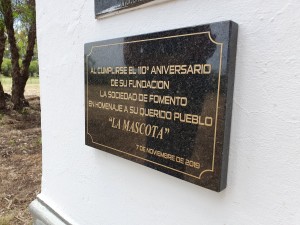 AL CUMPLIRSE EL 110° ANIVERSARIO
DE SU FUNDACION
LA SOCIEDAD DE FOMENTO
EN HOMENAJE A SU QUERIDO PUEBLO
"LA MASCOTA"
7 DE NOVIEMBRE DE 2019